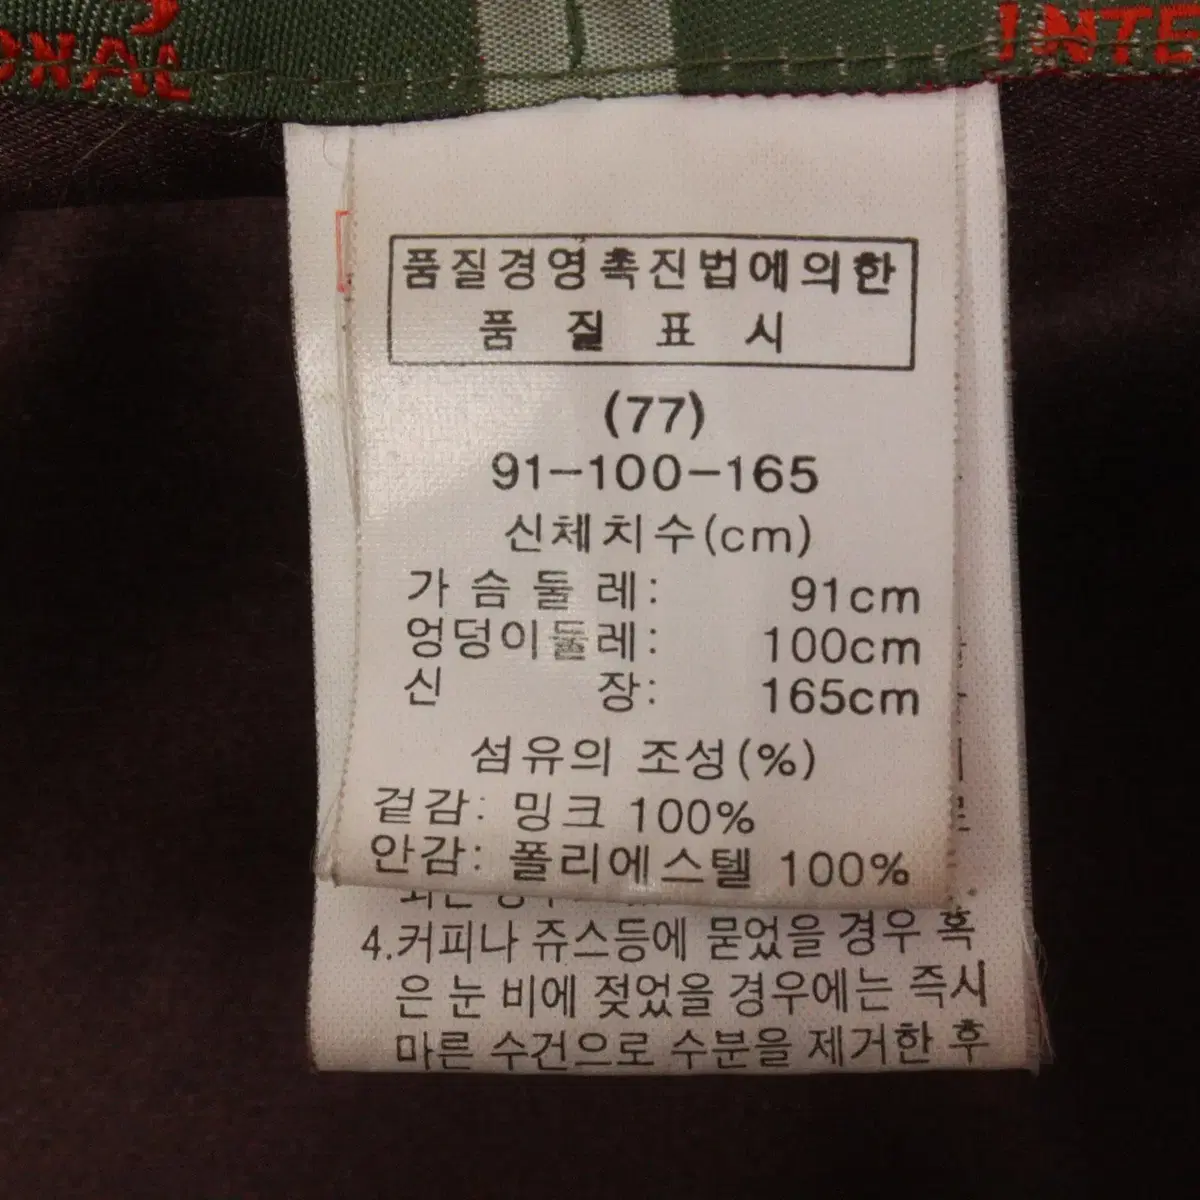 ONAL
INTE
품질경영촉진법에의한
품 질 표 시
(77)
91-100-165
신체치수(cm)
가슴둘레: 91cm
엉덩이둘레: 100cm
신 장: 165cm
섬유의 조성(%)
겉감: 밍크 100%
안감: 폴리에스텔 100%
4.커피나 쥬스등에 묻었을 경우 혹
은 눈 비에 젖었을 경우에는 즉시
마른 수건으로 수분을 제거한 후